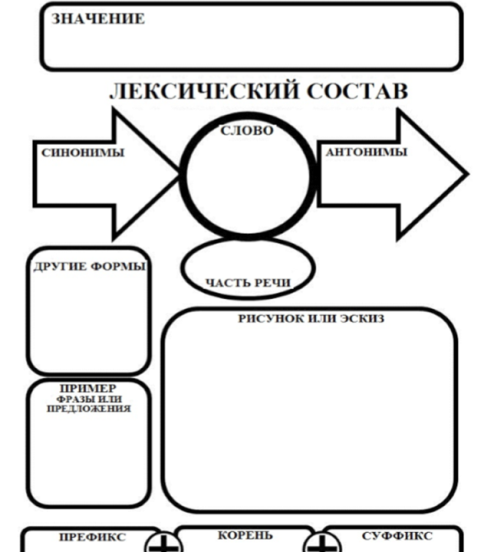 ЗНАЧЕНИЕ
ЛЕКСИЧЕСКИЙ СОСТАВ
СЛОВО
СИНОНИМЫ
АНТОНИМЫ
ДРУГИЕ ФОРМЫ
ЧАСТЬ РЕЧИ
РИСУНОК ИЛИ ЭСКИЗ
ПРИМЕР
ФРАЗЫ ИЛИ
ПРЕДЛОЖЕНИЯ
ПРЕФИКС
КОРЕНЬ
СУФФИКС